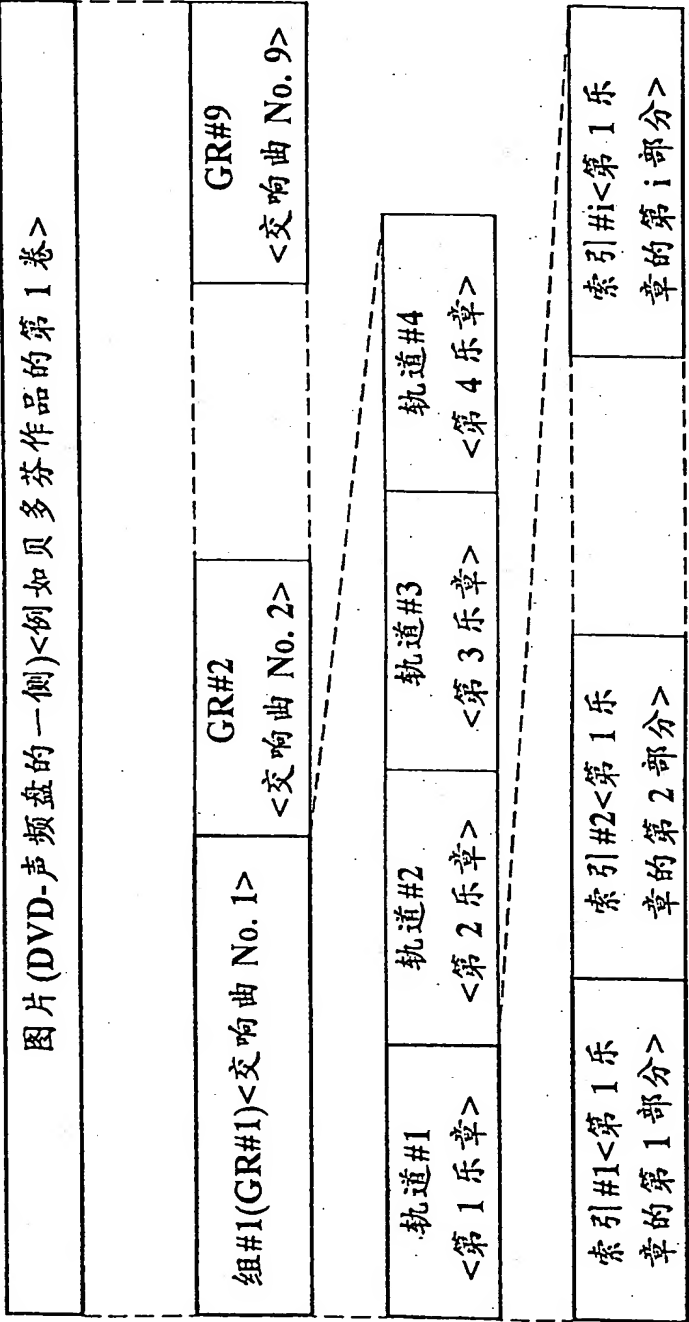 图片(DVD-声频盘的一侧)<例如贝多芬作品的第 1 卷>
组#1(GR#1)<交响曲 No. 1>
GR#2
<交响曲 No. 2>
GR#9
<交响曲 No. 9>
轨道#1
<第 1 乐章>
轨道#2
<第 2 乐章>
轨道#3
<第 3 乐章>
轨道#4
<第 4 乐章>
索引#1<第 1 乐
章的第 1 部分>
索引#2<第 1 乐
章的第 2 部分>
索引#i<第 1 乐
章的第 i 部分>